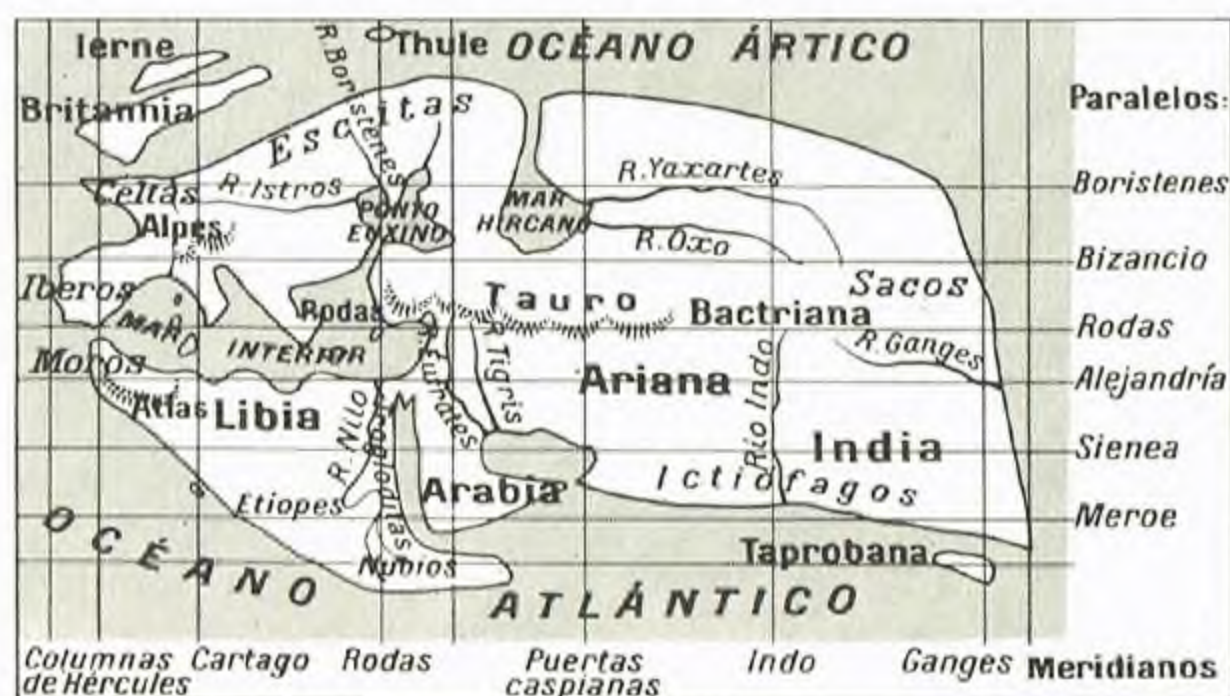 Ierne
R. Boristenes
Thule
OCÉANO ÁRTICO
Britannia
Paralelos:
Escitas
Céltas
R. Istros
R. Yaxartes
Boristenes
Alpes
PONTO
EUXINO
MAR
HIRCANO
R. Oxo
Bizancio
Iberos
Sacos
MAR
Rodas
Tauro
Bactriana
Rodas
Moros
INTERIOR
R. Eufrates
R. Tigris
Ariana
R. Ganges
Alejandría
Atlas
Libia
R. Nilo
Trogloditas
Río Indo
India
Sienea
Etiopes
Arabia
Ictiófagos
Meroe
Nubios
Taprobana
OCÉANO
ATLÁNTICO
Columnas
de Hércules
Cartago
Rodas
Puertas
caspianas
Indo
Ganges
Meridianos